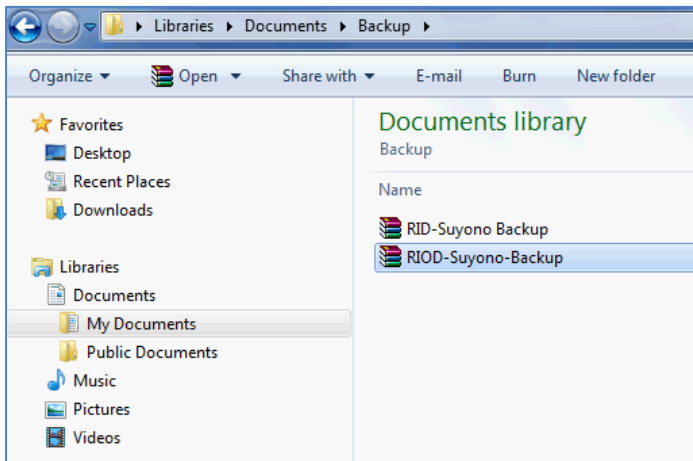 Libraries Documents Backup
Organize Open Share with E-mail Burn New folder
Favorites
Desktop
Recent Places
Downloads
Libraries
Documents
My Documents
Public Documents
Music
Pictures
Videos
Documents library
Backup
Name
RID-Suyono Backup
RIOD-Suyono-Backup